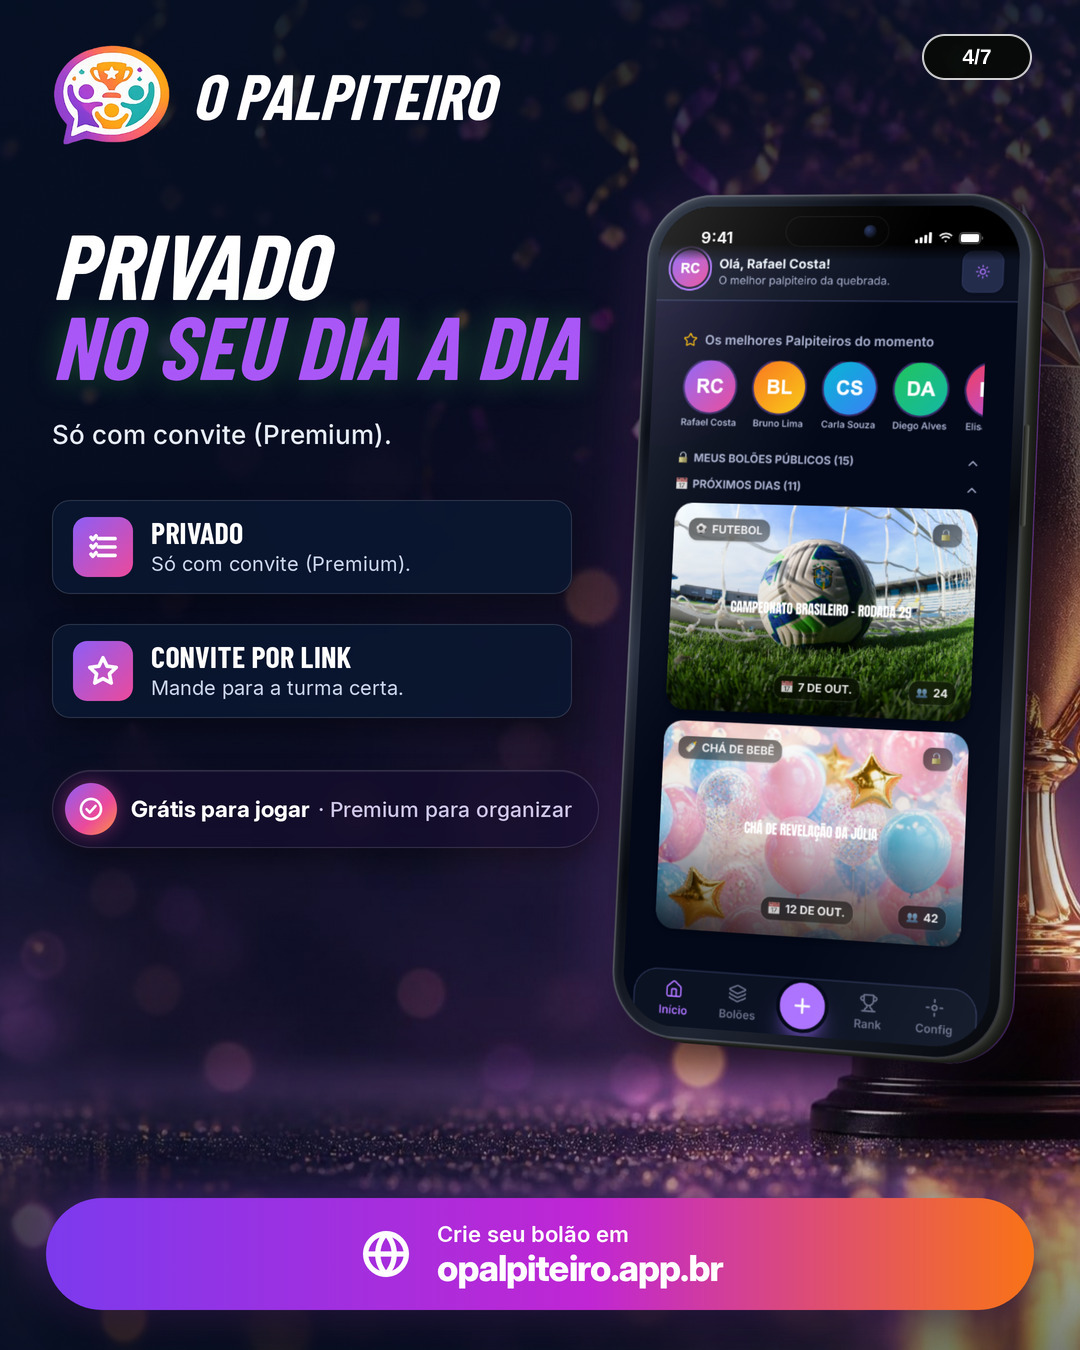 O PALPITEIRO
4/7
PRIVADO
NO SEU DIA A DIA
Só com convite (Premium).
PRIVADO
Só com convite (Premium).
CONVITE POR LINK
Mande para a turma certa.
Grátis para jogar · Premium para organizar
9:41
RC
Olá, Rafael Costa!
O melhor palpiteiro da quebrada.
Os melhores Palpiteiros do momento
RC BL CS DA
Rafael Costa Bruno Lima Carla Souza Diego Alves Elis
MEUS BOLÕES PÚBLICOS (15)
PRÓXIMOS DIAS (11)
FUTEBOL
CAMPEONATO BRASILEIRO - RODADA 29
7 DE OUT. 24
CHÁ DE BEBÊ
CHÁ DE REVELAÇÃO DA JÚLIA
12 DE OUT. 42
Início Bolões Rank Config
Crie seu bolão em
opalpiteiro.app.br